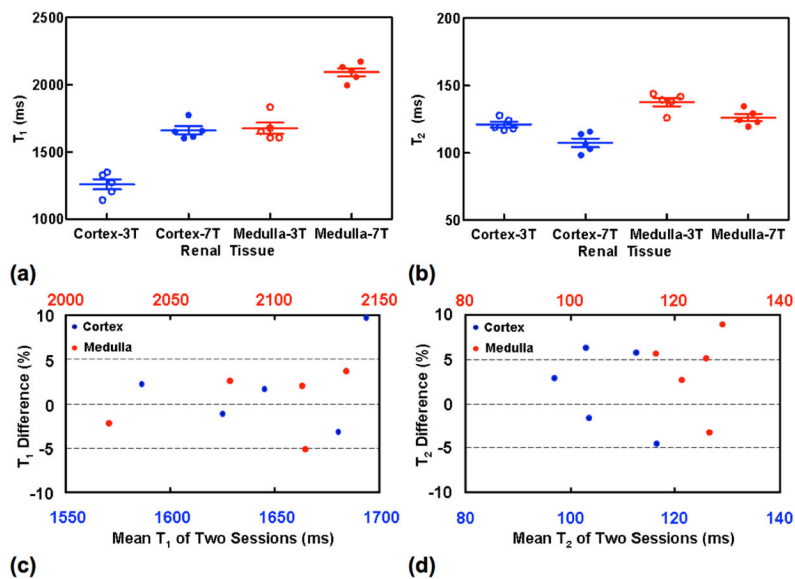 2500
2000
1500
1000
T1 (ms)
Cortex-3T Cortex-7T Medulla-3T Medulla-7T
Renal Tissue
(a)
200
150
100
50
T2 (ms)
Cortex-3T Cortex-7T Medulla-3T Medulla-7T
Renal Tissue
(b)
2000 2050 2100 2150
10
5
0
-5
-10
T1 Difference (%)
Cortex
Medulla
1550 1600 1650 1700
Mean T1 of Two Sessions (ms)
(c)
80 100 120 140
10
5
0
-5
-10
T2 Difference (%)
Cortex
Medulla
80 100 120 140
Mean T2 of Two Sessions (ms)
(d)